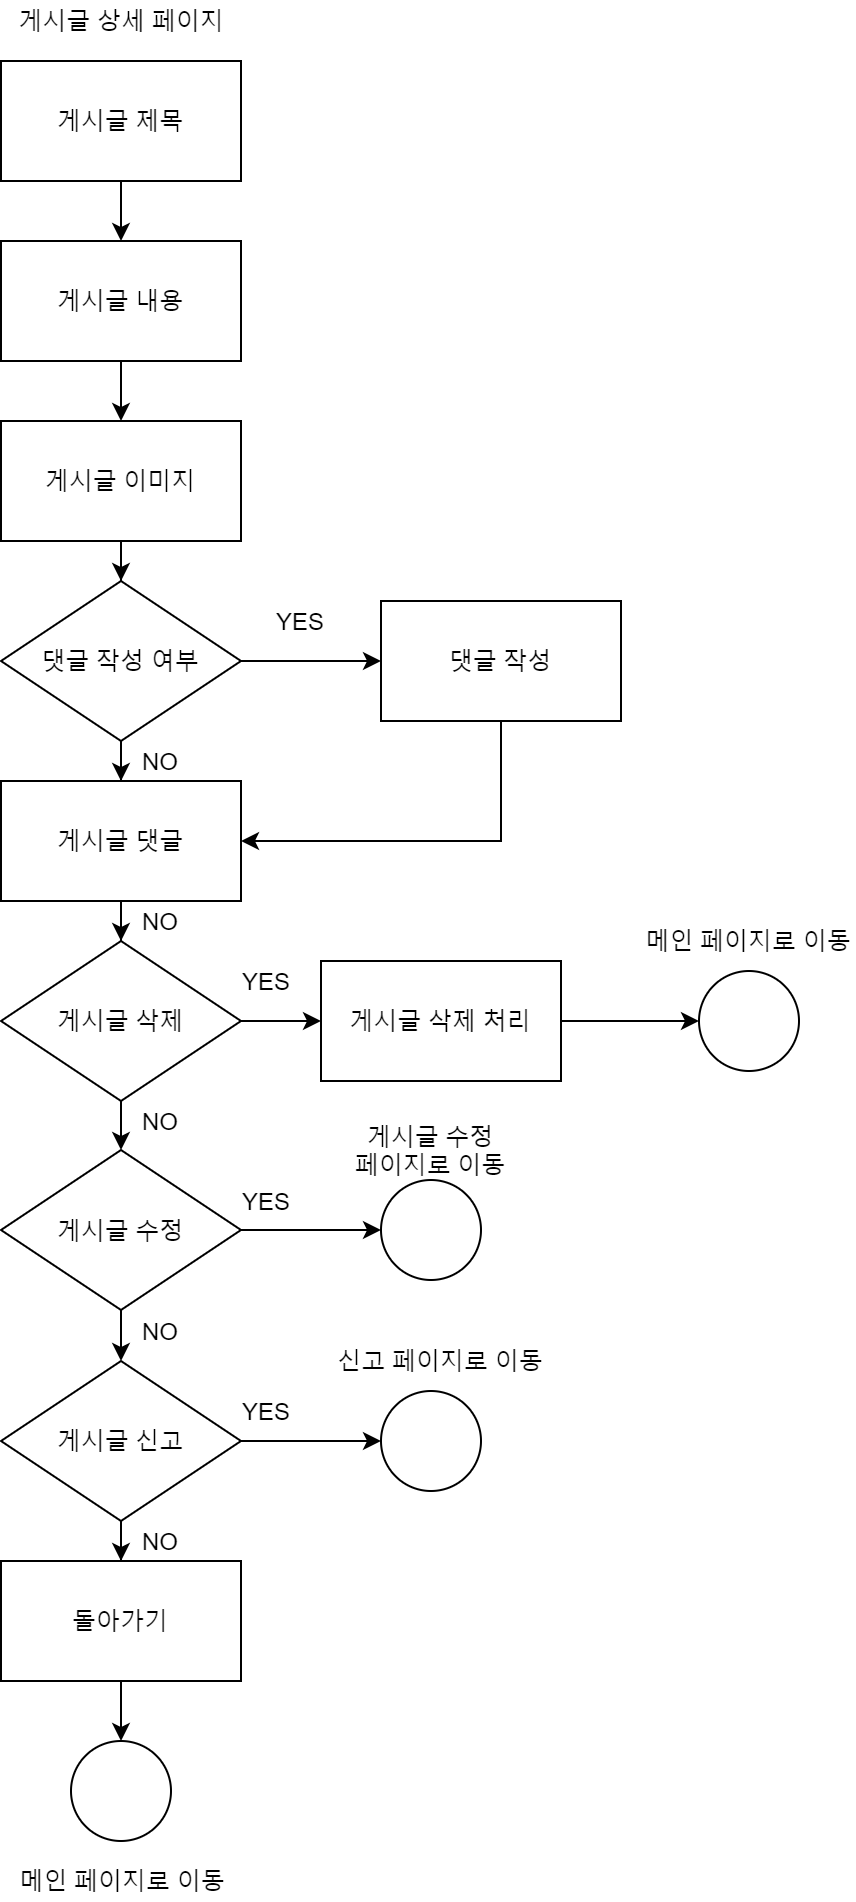 게시글 상세 페이지
게시글 제목
게시글 내용
게시글 이미지
댓글 작성 여부
YES
댓글 작성
NO
게시글 댓글
NO
게시글 삭제
YES
게시글 삭제 처리
메인 페이지로 이동
NO
게시글 수정
YES
게시글 수정
페이지로 이동
NO
게시글 신고
YES
신고 페이지로 이동
NO
돌아가기
메인 페이지로 이동